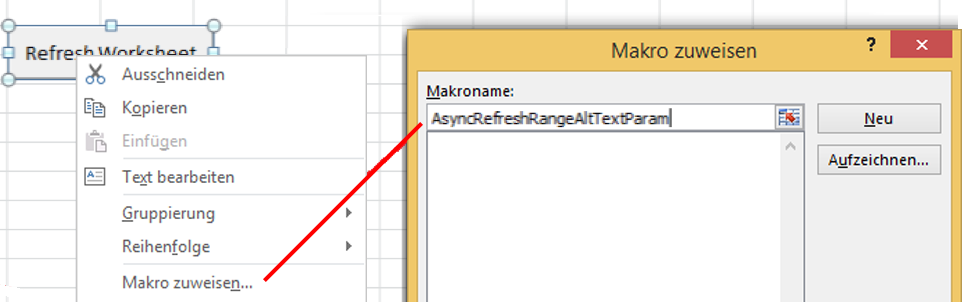 Refresh Worksheet
Ausschneiden
Kopieren
Einfügen
Text bearbeiten
Gruppierung
Reihenfolge
Makro zuweisen...
Makro zuweisen
?
Makroname:
AsyncRefreshRangeAltTextParam
Neu
Aufzeichnen...